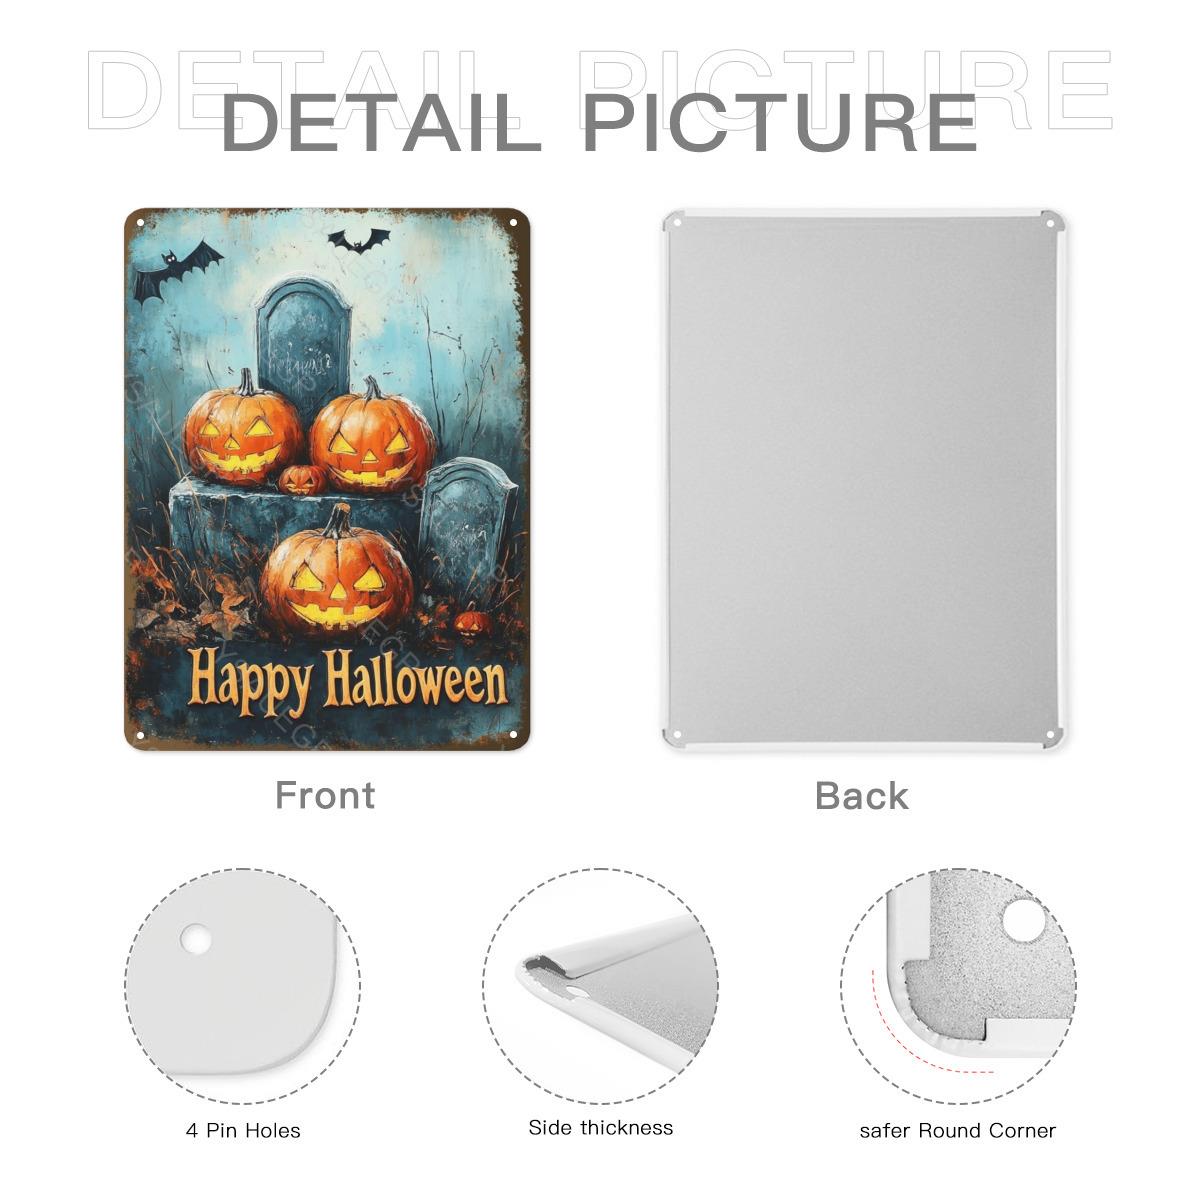 DETAIL PICTURE
DETAIL PICTURE
Happy Halloween
Front
Back
4 Pin Holes
Side thickness
safer Round Corner